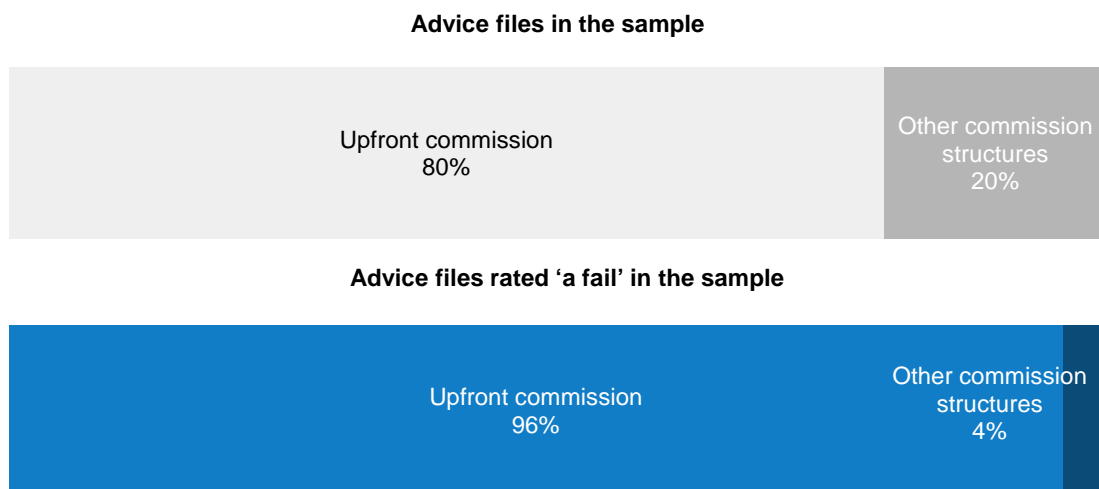 Advice files in the sample
Upfront commission
80%
Other commission
structures
20%
Advice files rated ‘a fail’ in the sample
Upfront commission
96%
Other commission
structures
4%